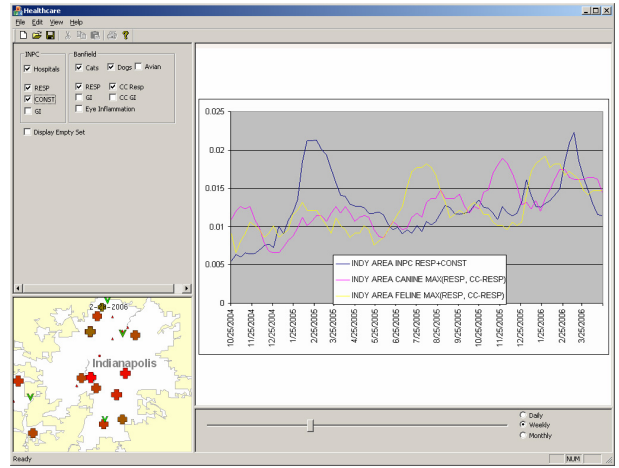 Healthcare
File Edit View Help
INPC
Hospitals
RESP
CONST.
GI
Banfield
Cats Dogs Avian
RESP CC Resp
GI CC GI
Eye Inflammation
Display Empty Set
0.025
0.02
0.015
0.01
0.005
0
INDY AREA INPC RESP+CONST
INDY AREA CANINE MAX(RESP, CC-RESP)
INDY AREA FELINE MAX(RESP, CC-RESP)
10/25/2004
11/25/2004
12/25/2004
1/25/2005
2/25/2005
3/25/2005
4/25/2005
5/25/2005
6/25/2005
7/25/2005
8/25/2005
9/25/2005
10/25/2005
11/25/2005
12/25/2005
1/25/2006
2/25/2006
3/25/2006
Indianapolis
Daily
Weekly
Monthly
Ready
NUM